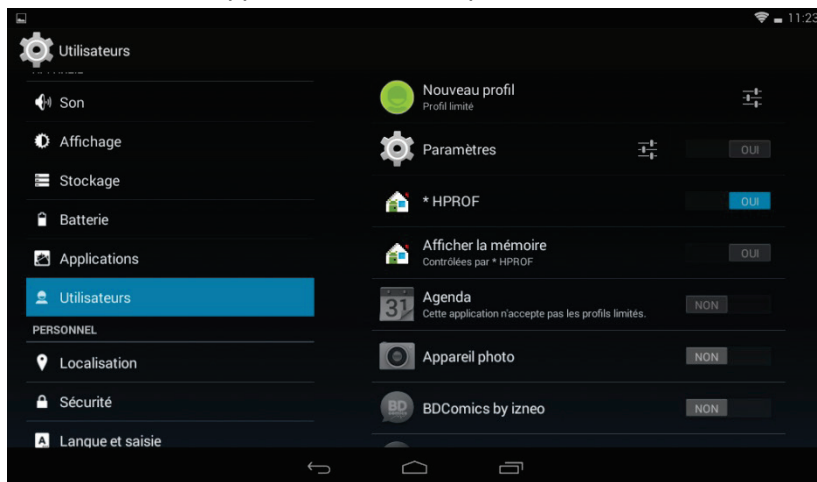 11:23
Utilisateurs
Son
Affichage
Stockage
Batterie
Applications
Utilisateurs
PERSONNEL
Localisation
Sécurité
A Langue et saisie
Nouveau profil
Profil limité
Paramètres OUI
* HPROF OUI
Afficher la mémoire
Contrôlées par * HPROF OUI
31 Agenda
Cette application n'accepte pas les profils limités. NON
Appareil photo NON
BD BDComics by izneo NON